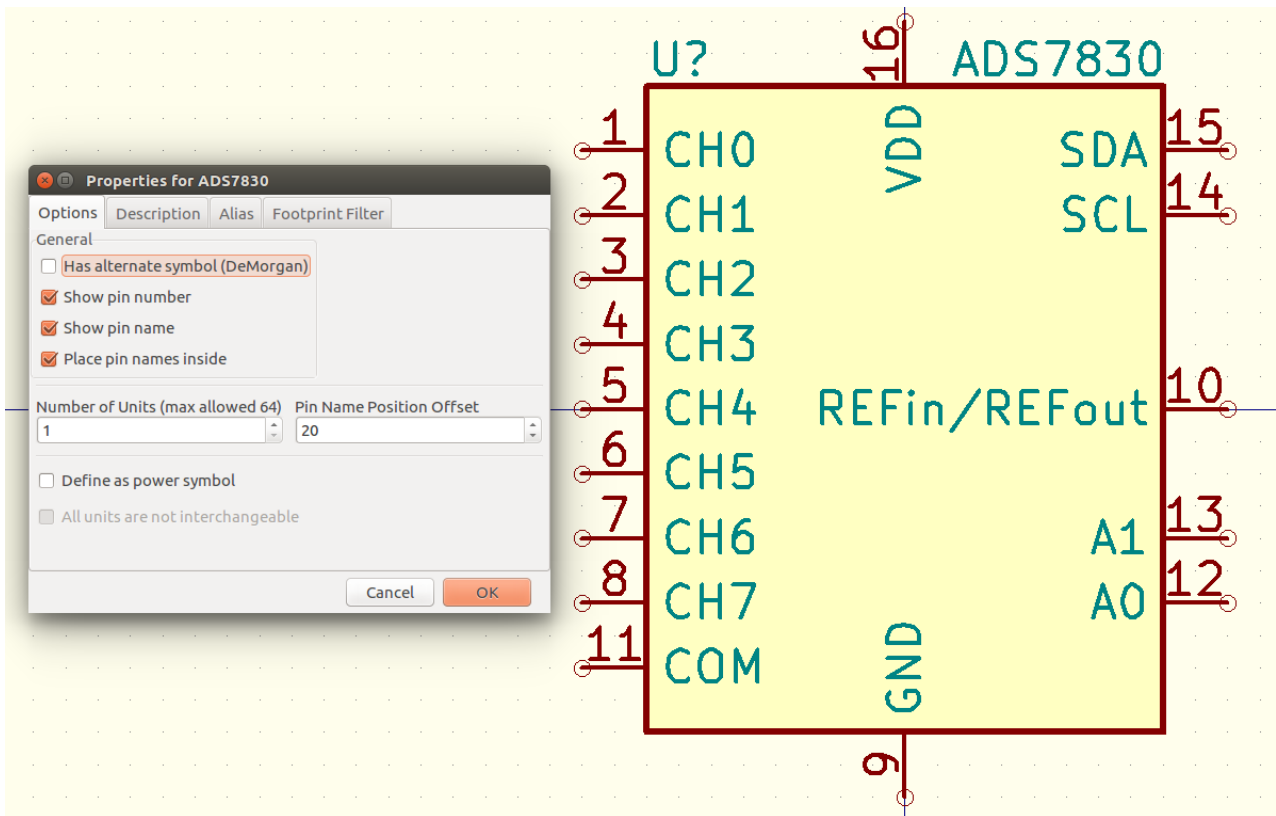 Properties for ADS7830
Options Description Alias Footprint Filter
General
Has alternate symbol (DeMorgan)
Show pin number
Show pin name
Place pin names inside
Number of Units (max allowed 64) Pin Name Position Offset
1 20
Define as power symbol
All units are not interchangeable
Cancel OK
U? 16 ADS7830
VDD
1 CH0 SDA 15
2 CH1 SCL 14
3 CH2
4 CH3
5 CH4 REFin/REFout 10
6 CH5
7 CH6 A1 13
8 CH7 A0 12
11 COM
GND
9